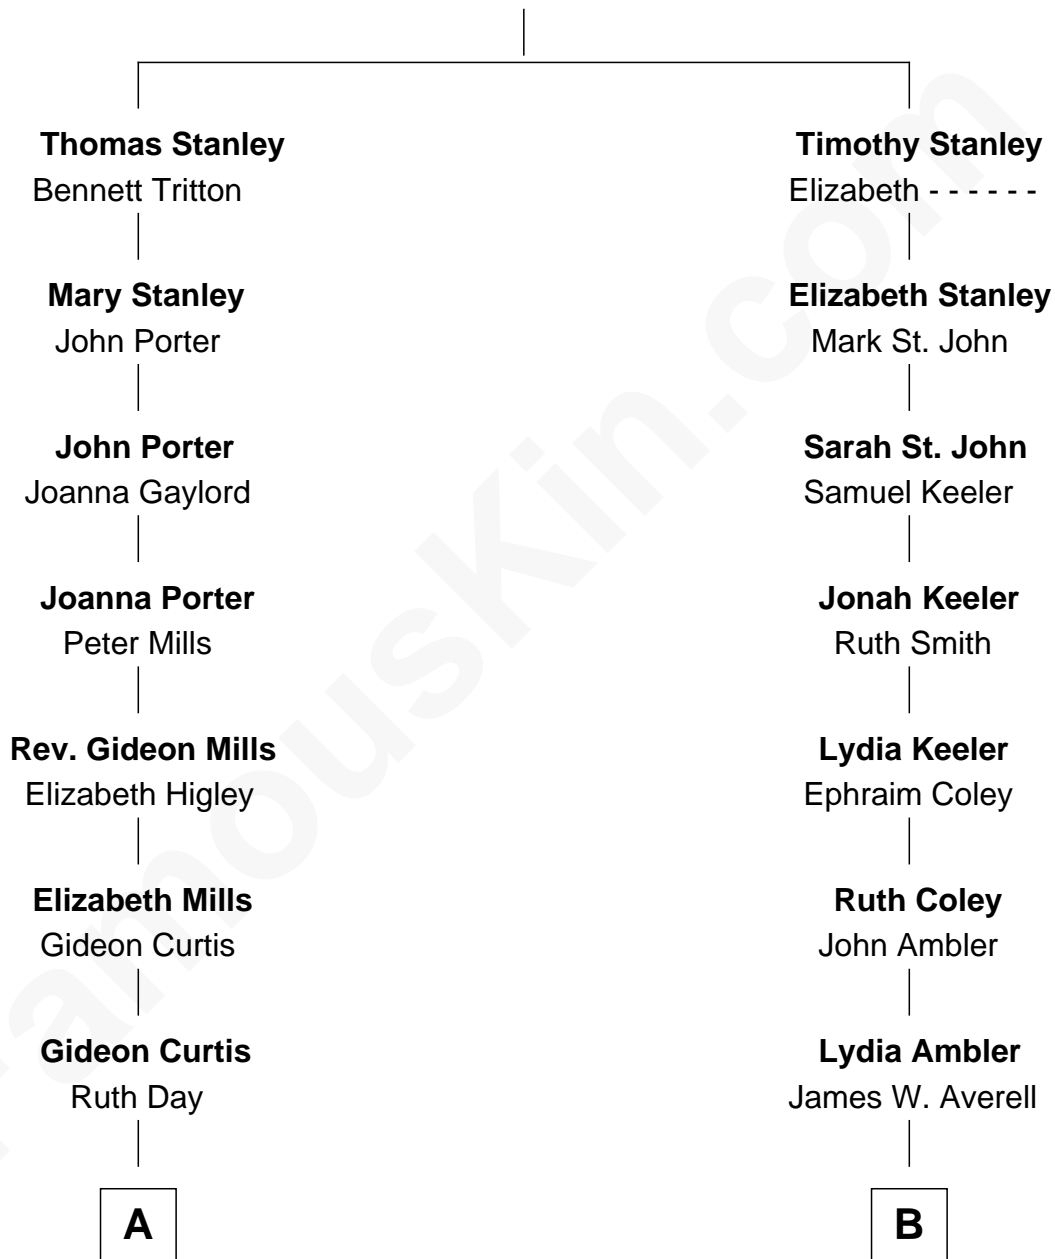 Thomas Stanley
Bennett Tritton
Mary Stanley
John Porter
John Porter
Joanna Gaylord
Joanna Porter
Peter Mills
Rev. Gideon Mills
Elizabeth Higley
Elizabeth Mills
Gideon Curtis
Gideon Curtis
Ruth Day
A
Timothy Stanley
Elizabeth - - - - - -
Elizabeth Stanley
Mark St. John
Sarah St. John
Samuel Keeler
Jonah Keeler
Ruth Smith
Lydia Keeler
Ephraim Coley
Ruth Coley
John Ambler
Lydia Ambler
James W. Averell
B
FamousKin.com